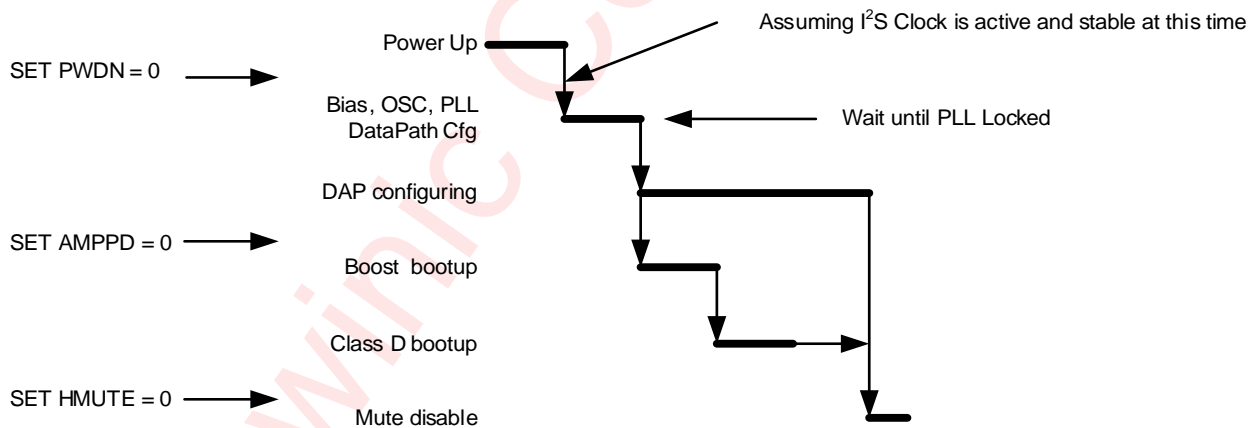 Assuming I²S Clock is active and stable at this time
Power Up
SET PWDN = 0
Bias, OSC, PLL
DataPath Cfg
Wait until PLL Locked
DAP configuring
SET AMPPD = 0
Boost bootup
Class D bootup
SET HMUTE = 0
Mute disable
winic C